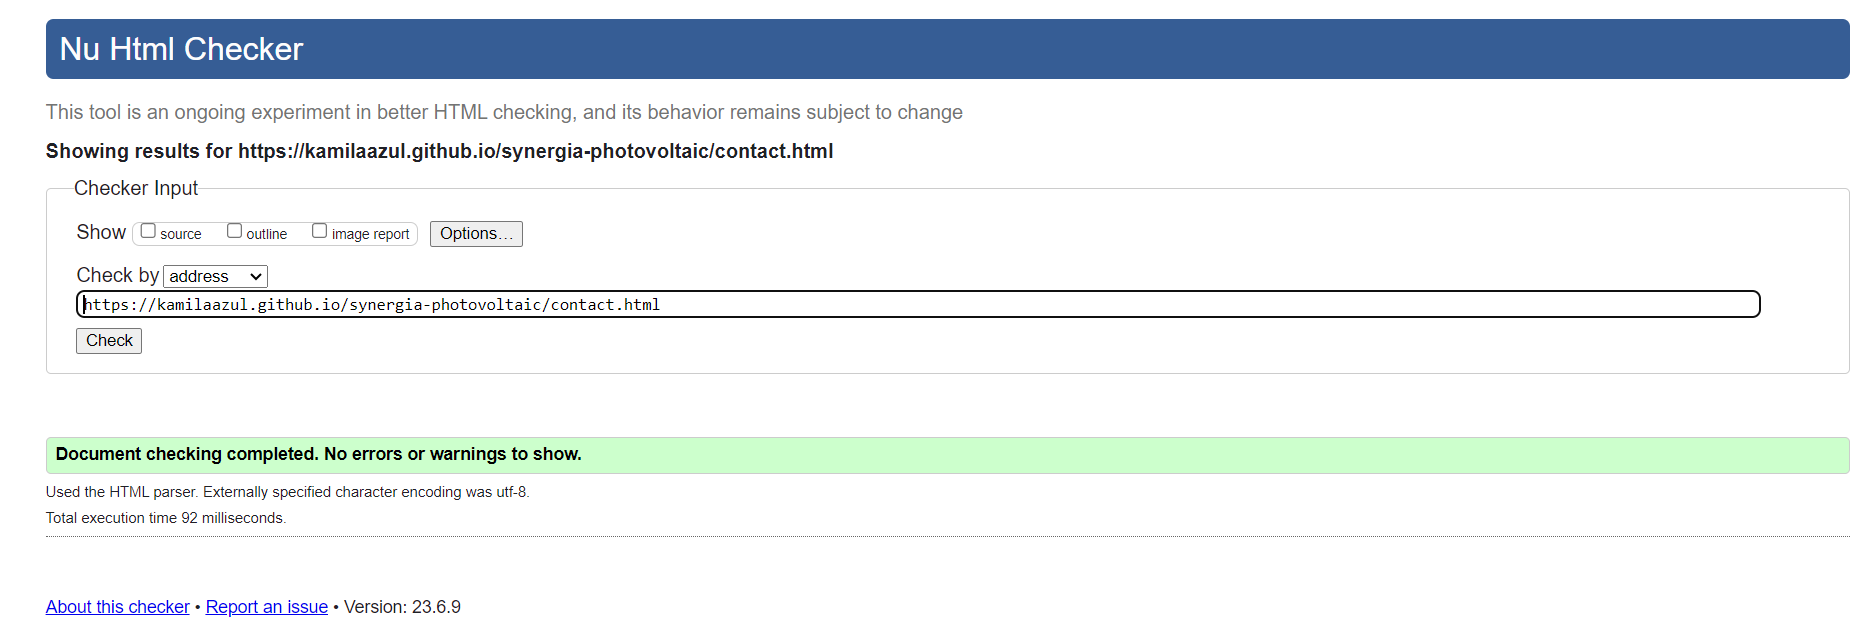 Nu Html Checker
This tool is an ongoing experiment in better HTML checking, and its behavior remains subject to change
Showing results for https://kamilaazul.github.io/synergia-photovoltaic/contact.html
Checker Input
Show source outline image report Options...
Check by address
https://kamilaazul.github.io/synergia-photovoltaic/contact.html
Check
Document checking completed. No errors or warnings to show.
Used the HTML parser. Externally specified character encoding was utf-8.
Total execution time 92 milliseconds.
About this checker • Report an issue • Version: 23.6.9